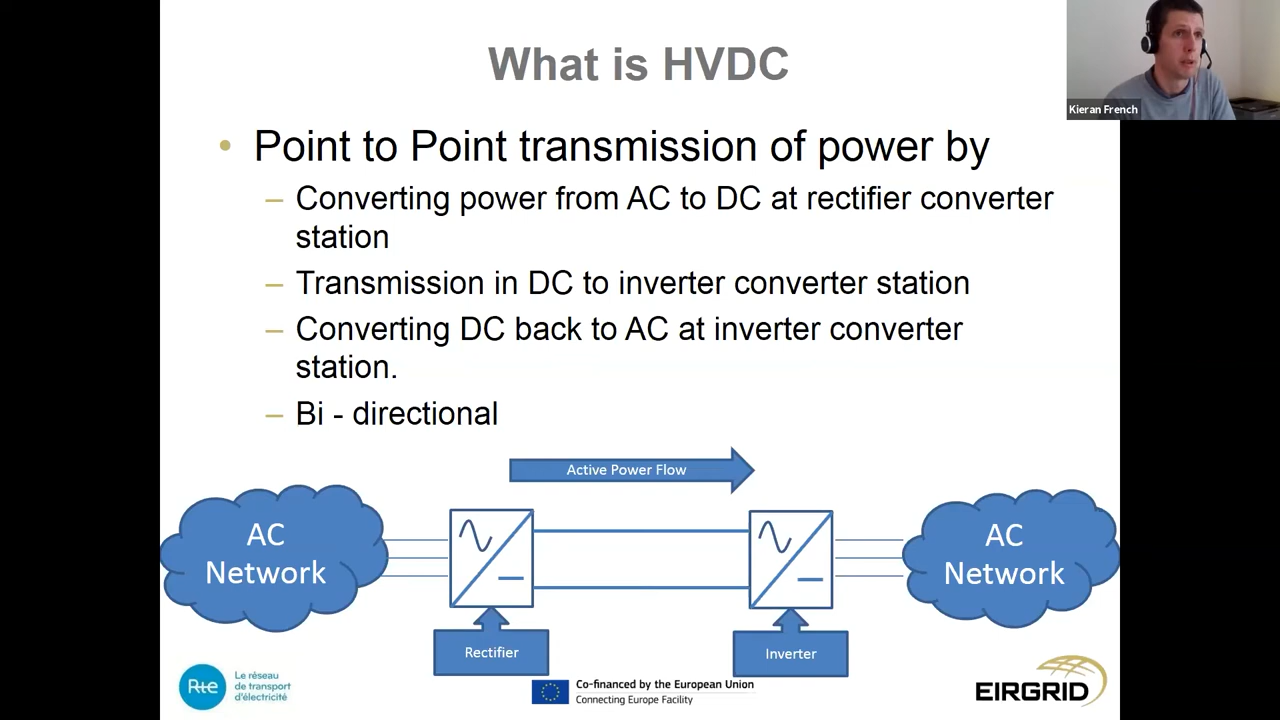 What is HVDC
Kieran French
• Point to Point transmission of power by
– Converting power from AC to DC at rectifier converter
station
– Transmission in DC to inverter converter station
– Converting DC back to AC at inverter converter
station.
– Bi - directional
Active Power Flow
AC
Network
AC
Network
Rectifier
Inverter
Rte
Le réseau
de transport
d'électricité
Co-financed by the European Union
Connecting Europe Facility
EIRGRID